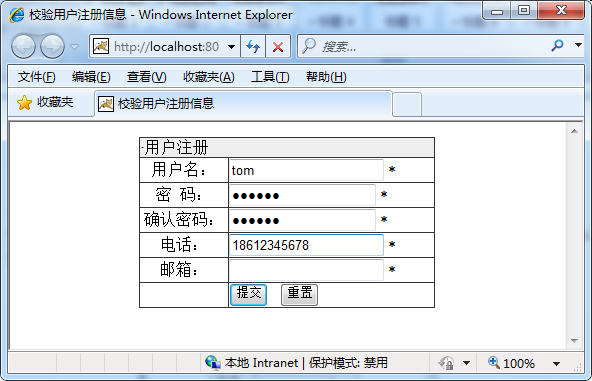 校验用户注册信息 - Windows Internet Explorer
http://localhost:80
搜索...
文件(F) 编辑(E) 查看(V) 收藏夹(A) 工具(T) 帮助(H)
收藏夹 校验用户注册信息
·用户注册
用户名： tom *
密 码： ●●●●●● *
确认密码： ●●●●●● *
电话： 18612345678 *
邮箱： *
提交 重置
本地 Intranet | 保护模式: 禁用 100%